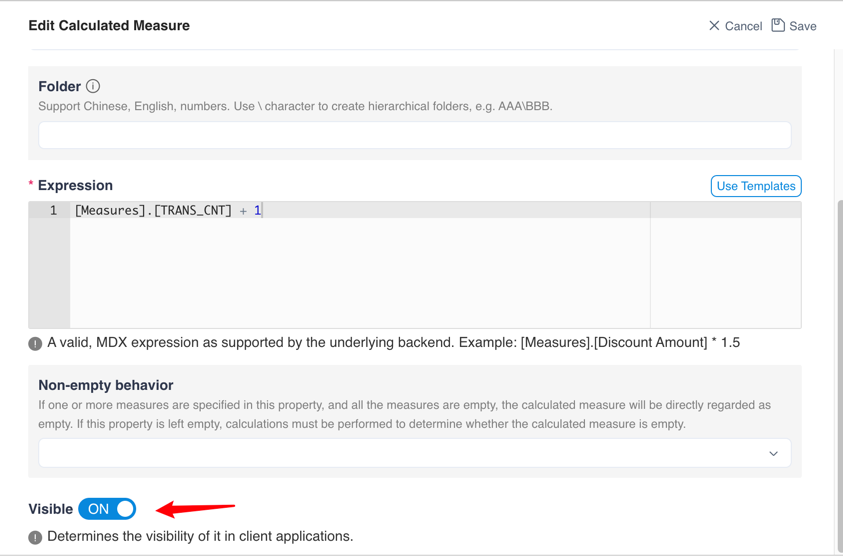 Edit Calculated Measure
Cancel Save
Folder
Support Chinese, English, numbers. Use \ character to create hierarchical folders, e.g. AAA\BBB.
* Expression
Use Templates
1 [Measures].[TRANS_CNT] + 1
A valid, MDX expression as supported by the underlying backend. Example: [Measures].[Discount Amount] * 1.5
Non-empty behavior
If one or more measures are specified in this property, and all the measures are empty, the calculated measure will be directly regarded as
empty. If this property is left empty, calculations must be performed to determine whether the calculated measure is empty.
Visible ON
Determines the visibility of it in client applications.